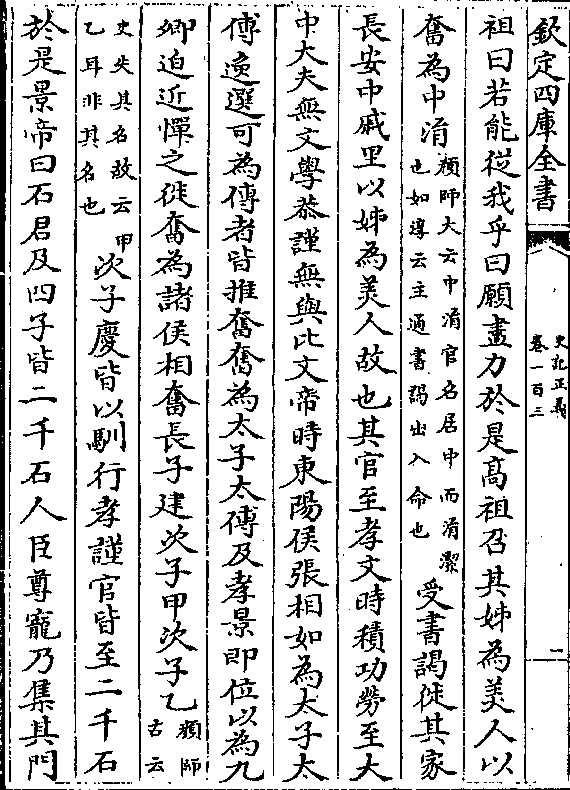 欽定四庫全書
史記正義
卷一百三
二
祖曰若能從我乎曰願盡力於是高祖召其姊為美人以
奮為中涓顔師大云中涓官名居中而涓潔也如導云主通書謁出入命也受書謁徙其家
長安中戚里以姊為美人故也其官至孝文時積功勞至大
中大夫無文學恭謹無與比文帝時東陽侯張相如為太子太
傅免選可為傅者皆推奮奮為太子太傅及孝景即位以為九
卿迫近憚之徙奮為諸侯相奮長子建次子甲次子乙顔師古云
史失其名故云甲乙耳非其名也次子慶皆以馴行孝謹官皆至二千石
於是景帝曰石君及四子皆二千石人臣尊寵乃集其門